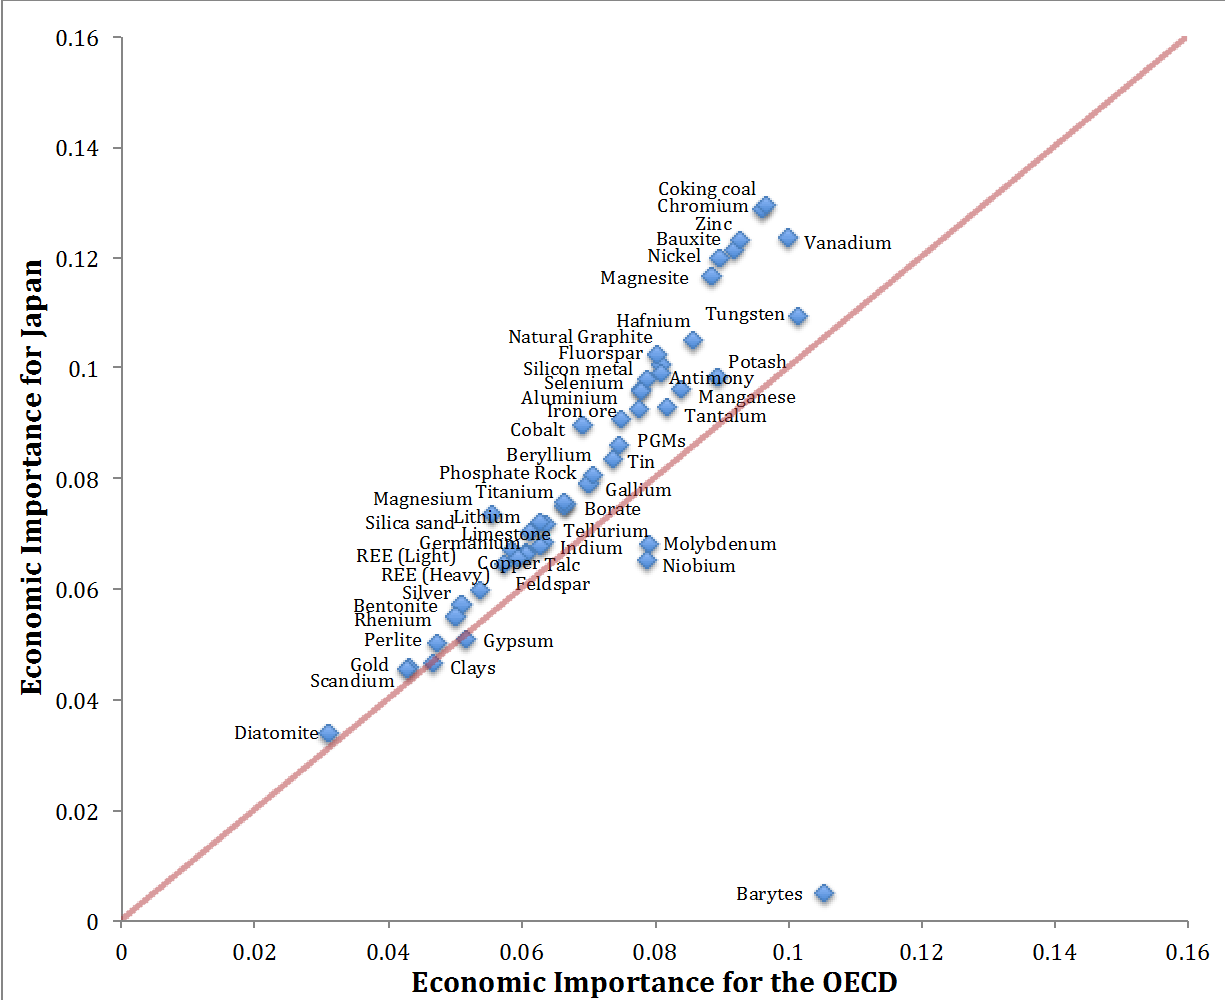 0.16
0.14
0.12
0.1
0.08
0.06
0.04
0.02
0
Economic Importance for Japan
Coking coal
Chromium
Zinc
Bauxite
Vanadium
Nickel
Magnesite
Tungsten
Hafnium
Natural Graphite
Fluorspar
Potash
Silicon metal
Antimony
Selenium
Aluminium
Manganese
Iron ore
Tantalum
Cobalt
PGMs
Beryllium
Tin
Phosphate Rock
Titanium
Gallium
Magnesium
Borate
Lithium
Silica sand
Tellurium
Limestone
Germanium
Indium
Molybdenum
REE (Light)
Copper
Talc
Niobium
REE (Heavy)
Feldspar
Silver
Bentonite
Rhenium
Perlite
Gypsum
Gold
Clays
Scandium
Diatomite
Barytes
0 0.02 0.04 0.06 0.08 0.1 0.12 0.14 0.16
Economic Importance for the OECD